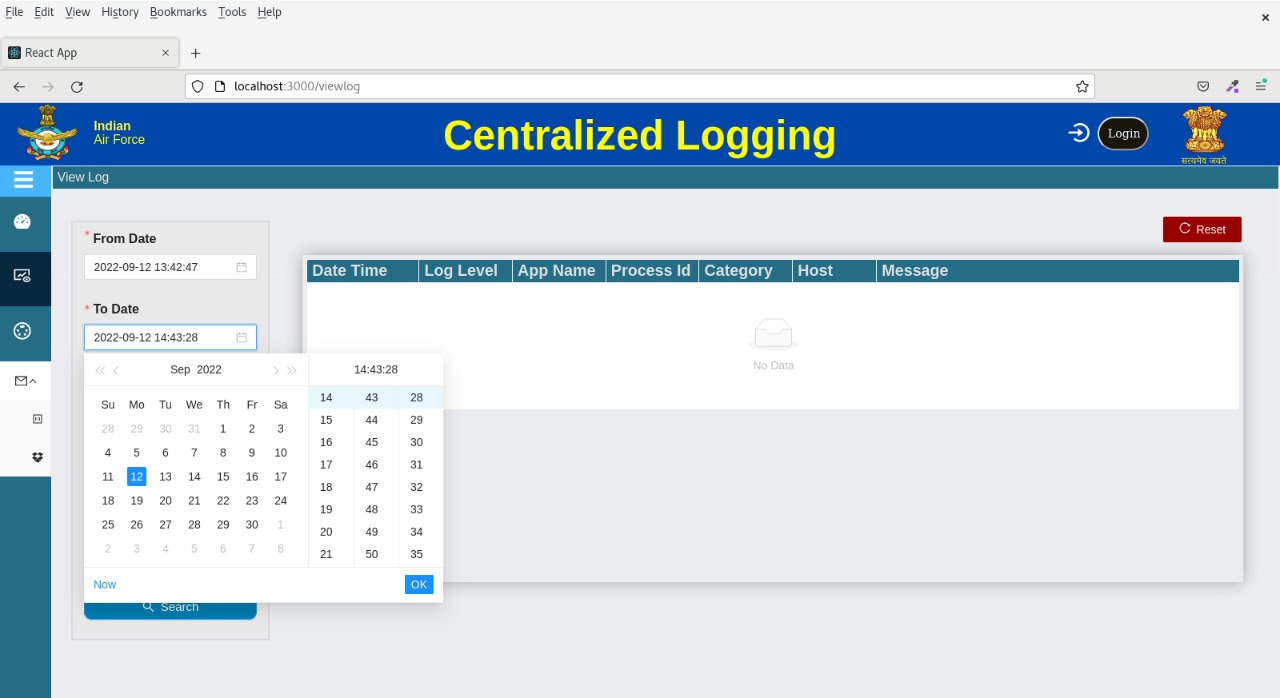 File Edit View History Bookmarks Tools Help
×
React App × +
localhost:3000/viewlog
Indian
Air Force
Centralized Logging
Login
सत्यमेव जयते
View Log
Reset
* From Date
2022-09-12 13:42:47
* To Date
2022-09-12 14:43:28
Date Time Log Level App Name Process Id Category Host Message
No Data
Sep 2022 14:43:28
Su Mo Tu We Th Fr Sa
28 29 30 31 1 2 3
4 5 6 7 8 9 10
11 12 13 14 15 16 17
18 19 20 21 22 23 24
25 26 27 28 29 30 1
2 3 4 5 6 7 8
14 43 28
15 44 29
16 45 30
17 46 31
18 47 32
19 48 33
20 49 34
21 50 35
Now OK
Search